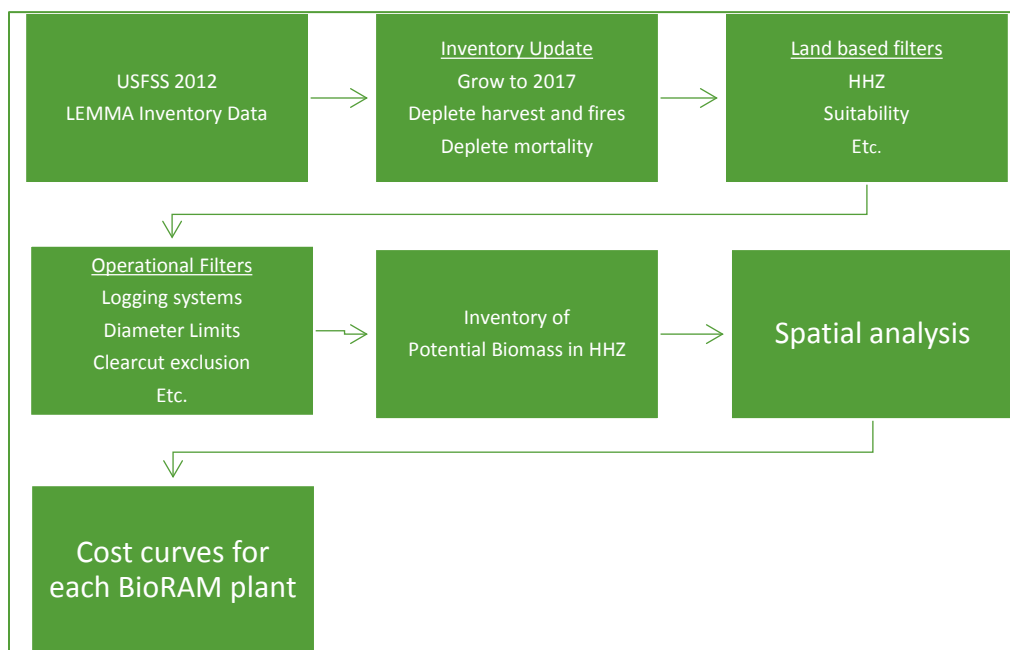 USFSS 2012
LEMMA Inventory Data
Inventory Update
Grow to 2017
Deplete harvest and fires
Deplete mortality
Land based filters
HHZ
Suitability
Etc.
Operational Filters
Logging systems
Diameter Limits
Clearcut exclusion
Etc.
Inventory of
Potential Biomass in HHZ
Spatial analysis
Cost curves for
each BioRAM plant